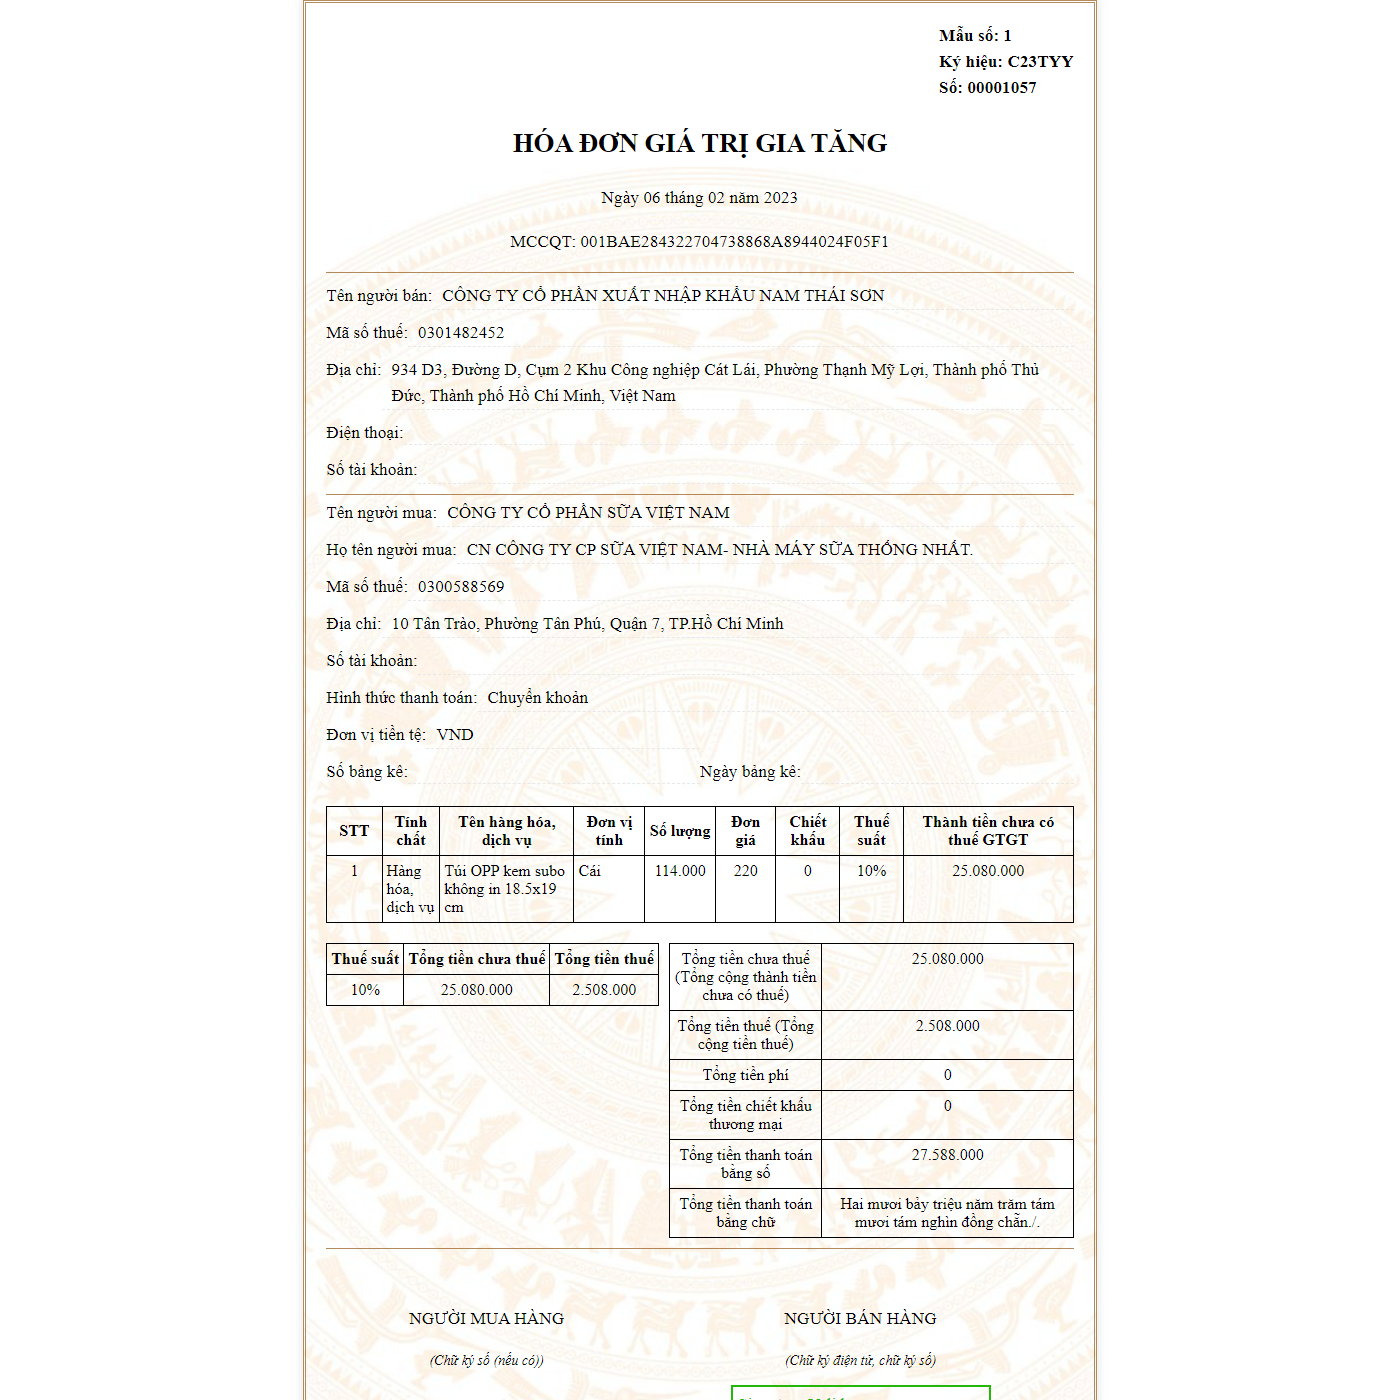 Mẫu số: 1
Ký hiệu: C23TYY
Số: 00001057
HÓA ĐƠN GIÁ TRỊ GIA TĂNG
Ngày 06 tháng 02 năm 2023
MCCQT: 001BAE284322704738868A8944024F05F1
Tên người bán: CÔNG TY CỔ PHẦN XUẤT NHẬP KHẨU NAM THÁI SƠN
Mã số thuế: 0301482452
Địa chỉ: 934 D3, Đường D, Cụm 2 Khu Công nghiệp Cát Lái, Phường Thạnh Mỹ Lợi, Thành phố Thủ
Đức, Thành phố Hồ Chí Minh, Việt Nam
Điện thoại:
Số tài khoản:
Tên người mua: CÔNG TY CỔ PHẦN SỮA VIỆT NAM
Họ tên người mua: CN CÔNG TY CP SỮA VIỆT NAM- NHÀ MÁY SỮA THỐNG NHẤT.
Mã số thuế: 0300588569
Địa chỉ: 10 Tân Trào, Phường Tân Phú, Quận 7, TP.Hồ Chí Minh
Số tài khoản:
Hình thức thanh toán: Chuyển khoản
Đơn vị tiền tệ: VND
Số bảng kê: Ngày bảng kê:
STT Tính chất Tên hàng hóa, dịch vụ Đơn vị tính Số lượng Đơn giá Chiết khấu Thuế suất Thành tiền chưa có thuế GTGT
1 Hàng hóa, dịch vụ Túi OPP kem subo không in 18.5x19 cm Cái 114.000 220 0 10% 25.080.000
Thuế suất Tổng tiền chưa thuế Tổng tiền thuế
10% 25.080.000 2.508.000
Tổng tiền chưa thuế (Tổng cộng thành tiền chưa có thuế) 25.080.000
Tổng tiền thuế (Tổng cộng tiền thuế) 2.508.000
Tổng tiền phí 0
Tổng tiền chiết khấu thương mại 0
Tổng tiền thanh toán bằng số 27.588.000
Tổng tiền thanh toán bằng chữ Hai mươi bảy triệu năm trăm tám mươi tám nghìn đồng chẵn./.
NGƯỜI MUA HÀNG NGƯỜI BÁN HÀNG
(Chữ ký số (nếu có)) (Chữ ký điện tử, chữ ký số)